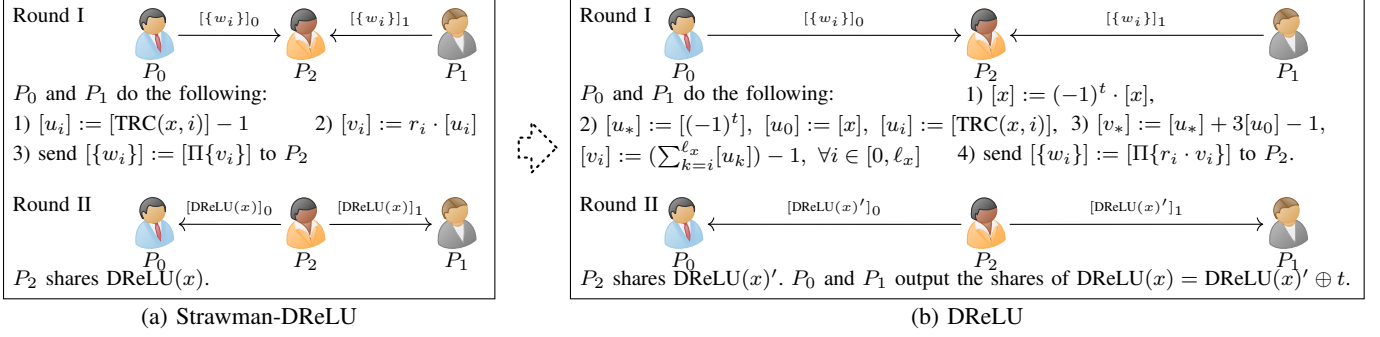 Round I
[{w_i}]_0
[{w_i}]_1
P_0
P_2
P_1
P_0 and P_1 do the following:
1) [u_i] := [TRC(x, i)] − 1
2) [v_i] := r_i · [u_i]
3) send [{w_i}] := [Π{v_i}] to P_2
Round II
[DReLU(x)]_0
[DReLU(x)]_1
P_0
P_2
P_1
P_2 shares DReLU(x).
(a) Strawman-DReLU
Round I
[{w_i}]_0
[{w_i}]_1
P_0
P_2
P_1
P_0 and P_1 do the following:
1) [x] := (−1)^t · [x],
2) [u_*] := [(−1)^t], [u_0] := [x], [u_i] := [TRC(x, i)], 3) [v_*] := [u_*] + 3[u_0] − 1,
[v_i] := (∑_{k=i}^{ℓ_x} [u_k]) − 1, ∀i ∈ [0, ℓ_x]
4) send [{w_i}] := [Π{r_i · v_i}] to P_2.
Round II
[DReLU(x)′]_0
[DReLU(x)′]_1
P_0
P_2
P_1
P_2 shares DReLU(x)′. P_0 and P_1 output the shares of DReLU(x) = DReLU(x)′ ⊕ t.
(b) DReLU